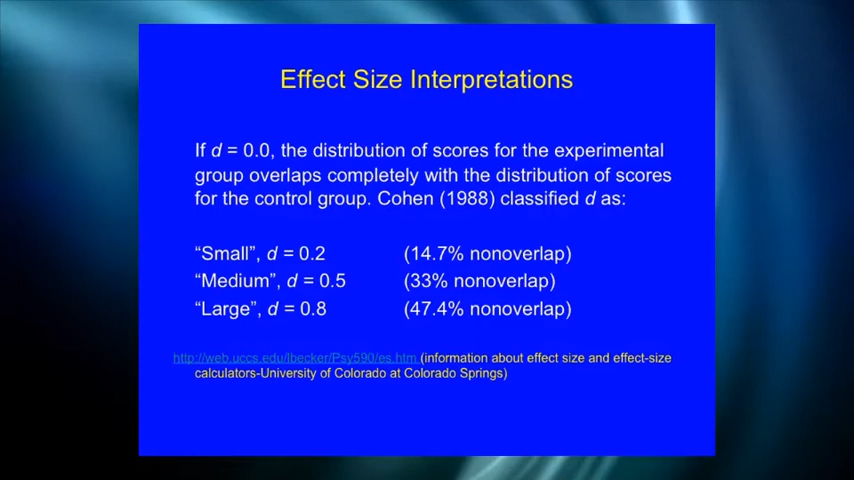 Effect Size Interpretations
If d = 0.0, the distribution of scores for the experimental
group overlaps completely with the distribution of scores
for the control group. Cohen (1988) classified d as:
“Small”, d = 0.2 (14.7% nonoverlap)
“Medium”, d = 0.5 (33% nonoverlap)
“Large”, d = 0.8 (47.4% nonoverlap)
http://web.uccs.edu/lbecker/Psy590/es.htm (information about effect size and effect-size
calculators-University of Colorado at Colorado Springs)